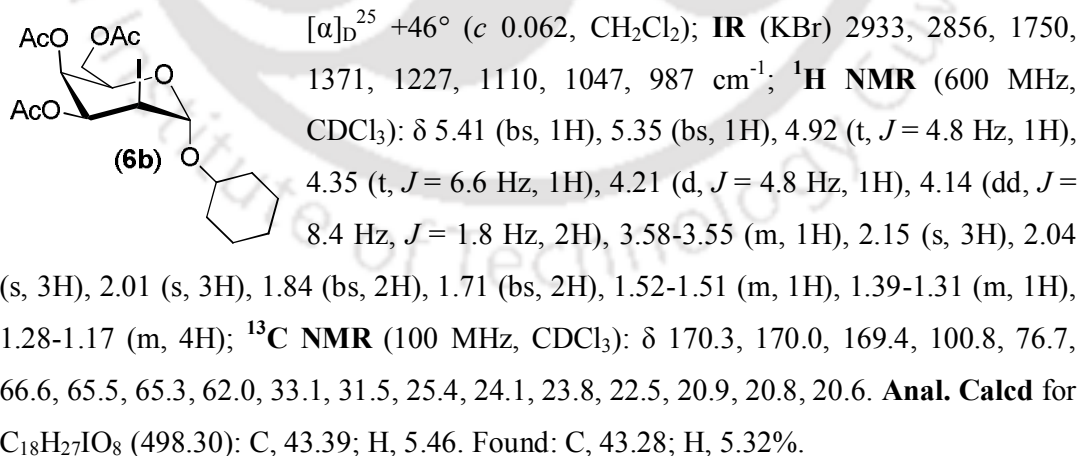 AcO OAc I O AcO (6b) O
[α]D25 +46° (c 0.062, CH2Cl2); IR (KBr) 2933, 2856, 1750,
1371, 1227, 1110, 1047, 987 cm-1; 1H NMR (600 MHz,
CDCl3): δ 5.41 (bs, 1H), 5.35 (bs, 1H), 4.92 (t, J = 4.8 Hz, 1H),
4.35 (t, J = 6.6 Hz, 1H), 4.21 (d, J = 4.8 Hz, 1H), 4.14 (dd, J =
8.4 Hz, J = 1.8 Hz, 2H), 3.58-3.55 (m, 1H), 2.15 (s, 3H), 2.04
(s, 3H), 2.01 (s, 3H), 1.84 (bs, 2H), 1.71 (bs, 2H), 1.52-1.51 (m, 1H), 1.39-1.31 (m, 1H),
1.28-1.17 (m, 4H); 13C NMR (100 MHz, CDCl3): δ 170.3, 170.0, 169.4, 100.8, 76.7,
66.6, 65.5, 65.3, 62.0, 33.1, 31.5, 25.4, 24.1, 23.8, 22.5, 20.9, 20.8, 20.6. Anal. Calcd for
C18H27IO8 (498.30): C, 43.39; H, 5.46. Found: C, 43.28; H, 5.32%.
itute of Technology Guw